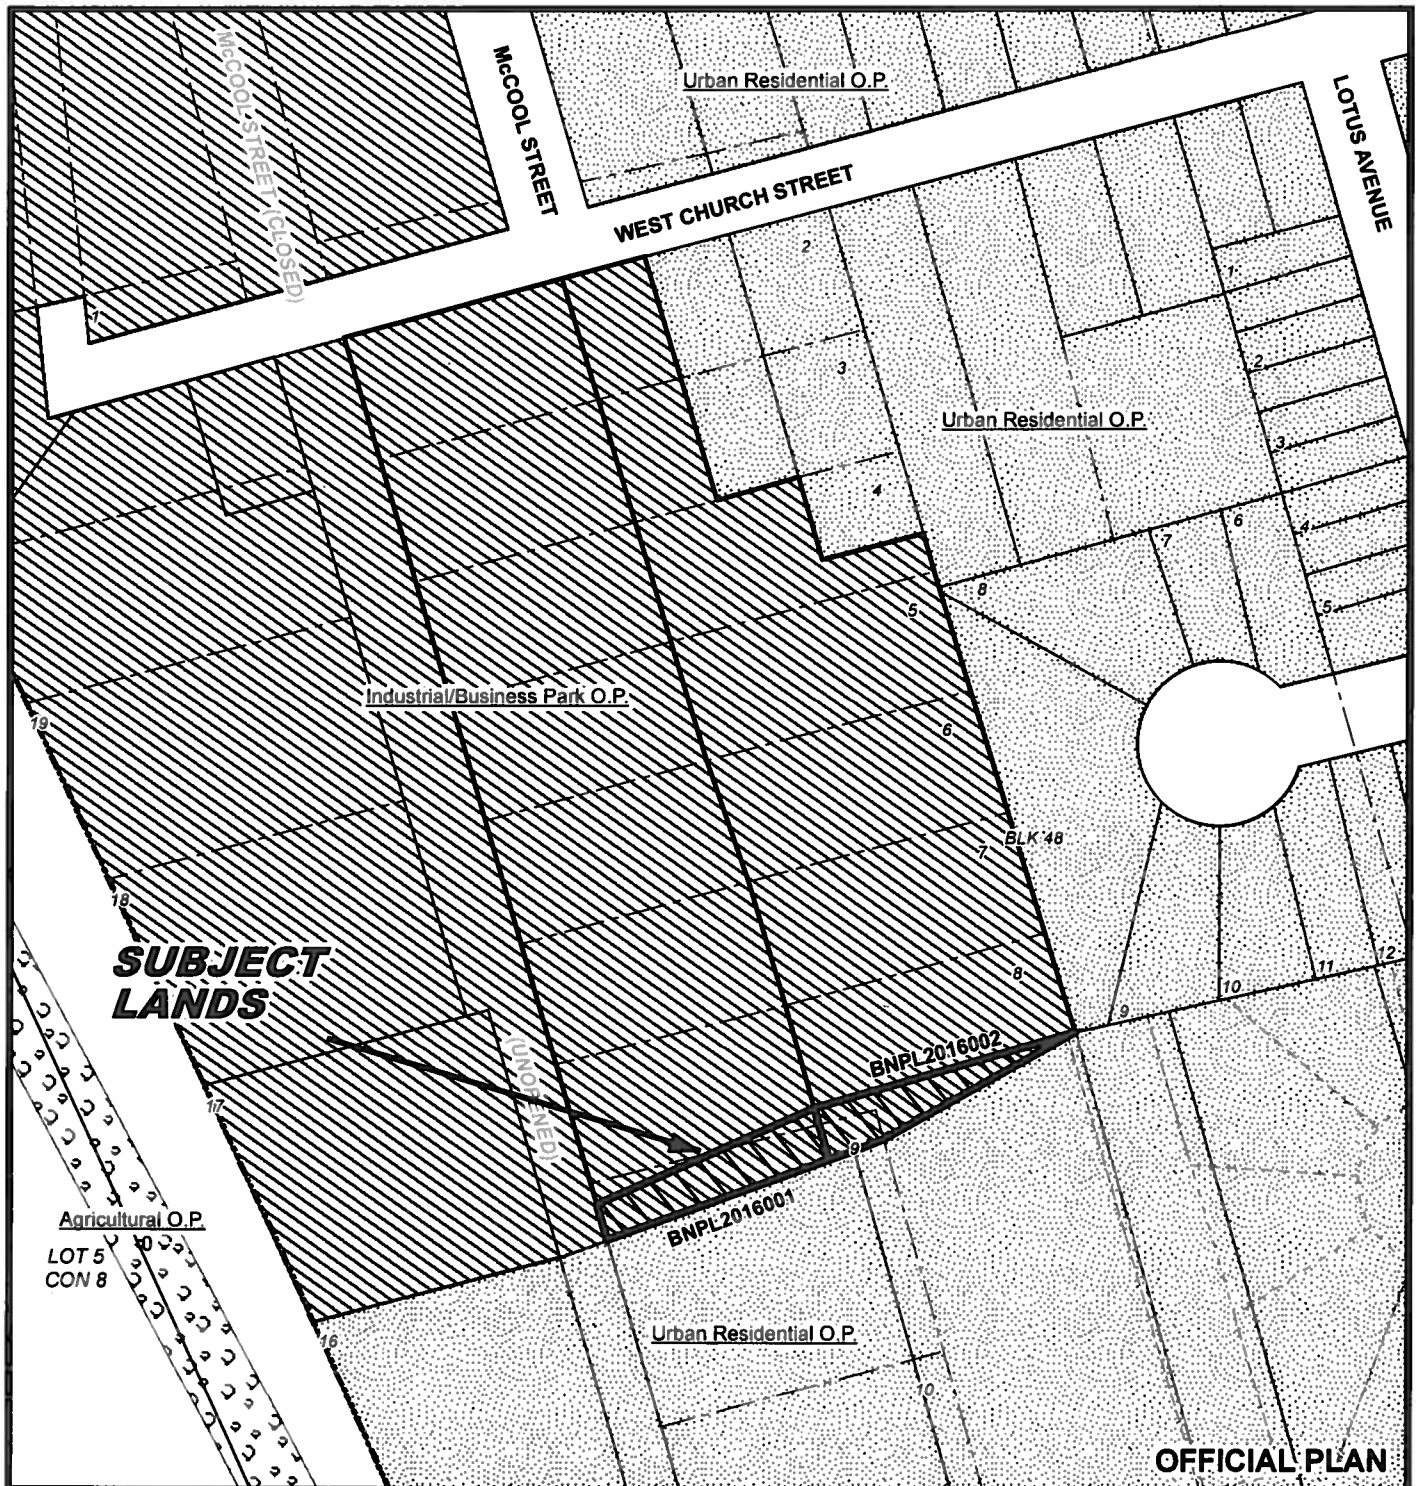 McCOOL STREET (CLOSED)
McCOOL STREET
Urban Residential O.P.
LOTUS AVENUE
WEST CHURCH STREET
2
1
1
3
2
Urban Residential O.P.
3
4
6
4
7
8
5
5
Industrial/Business Park O.P.
19
6
BLK 48
7
18
SUBJECT
LANDS
8
12
11
10
9
BNPL2016002
(UNOPENED)
17
9
BNPL2016001
Agricultural O.P.
0
LOT 5
CON 8
16
Urban Residential O.P.
10
OFFICIAL PLAN